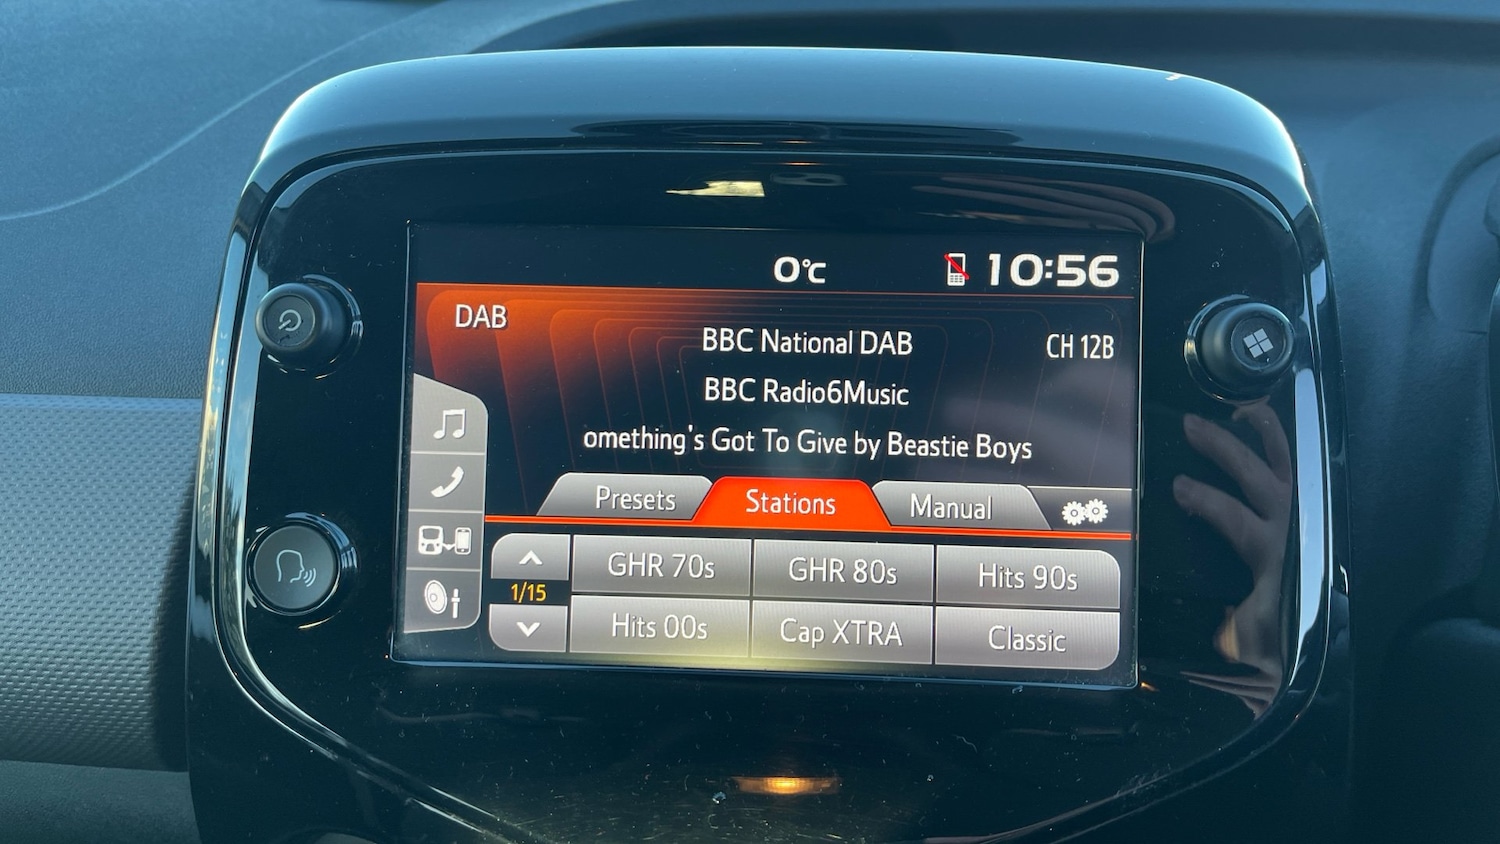 0°C 10:56
DAB
BBC National DAB CH 12B
BBC Radio6Music
omething's Got To Give by Beastie Boys
Presets Stations Manual
GHR 70s GHR 80s Hits 90s
1/15
Hits 00s Cap XTRA Classic